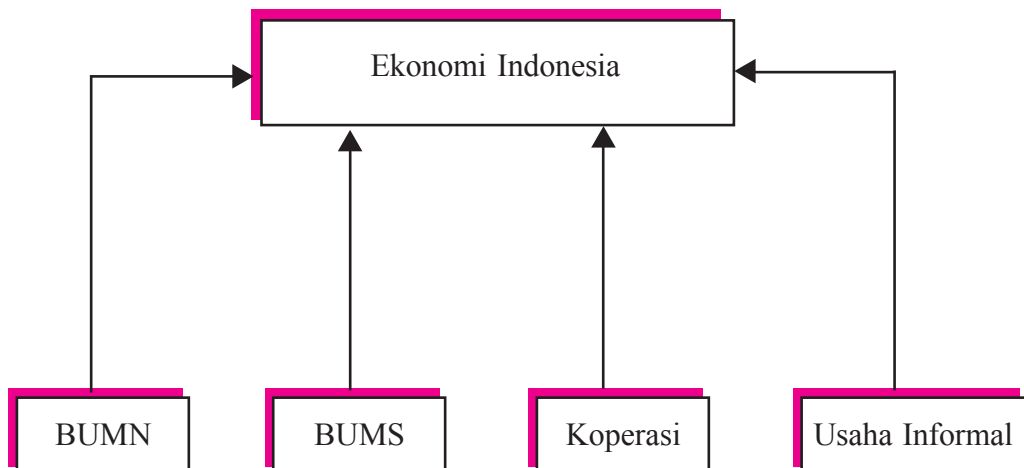 Ekonomi Indonesia
BUMN
BUMS
Koperasi
Usaha Informal